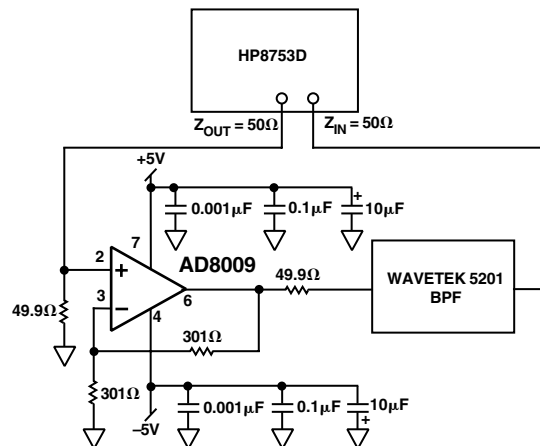 HP8753D
Z_OUT = 50Ω
Z_IN = 50Ω
+5V
0.001µF
0.1µF
+
10µF
7
2
+
AD8009
WAVETEK 5201
BPF
49.9Ω
3
−
6
49.9Ω
4
301Ω
301Ω
0.001µF
0.1µF
10µF
+
−5V